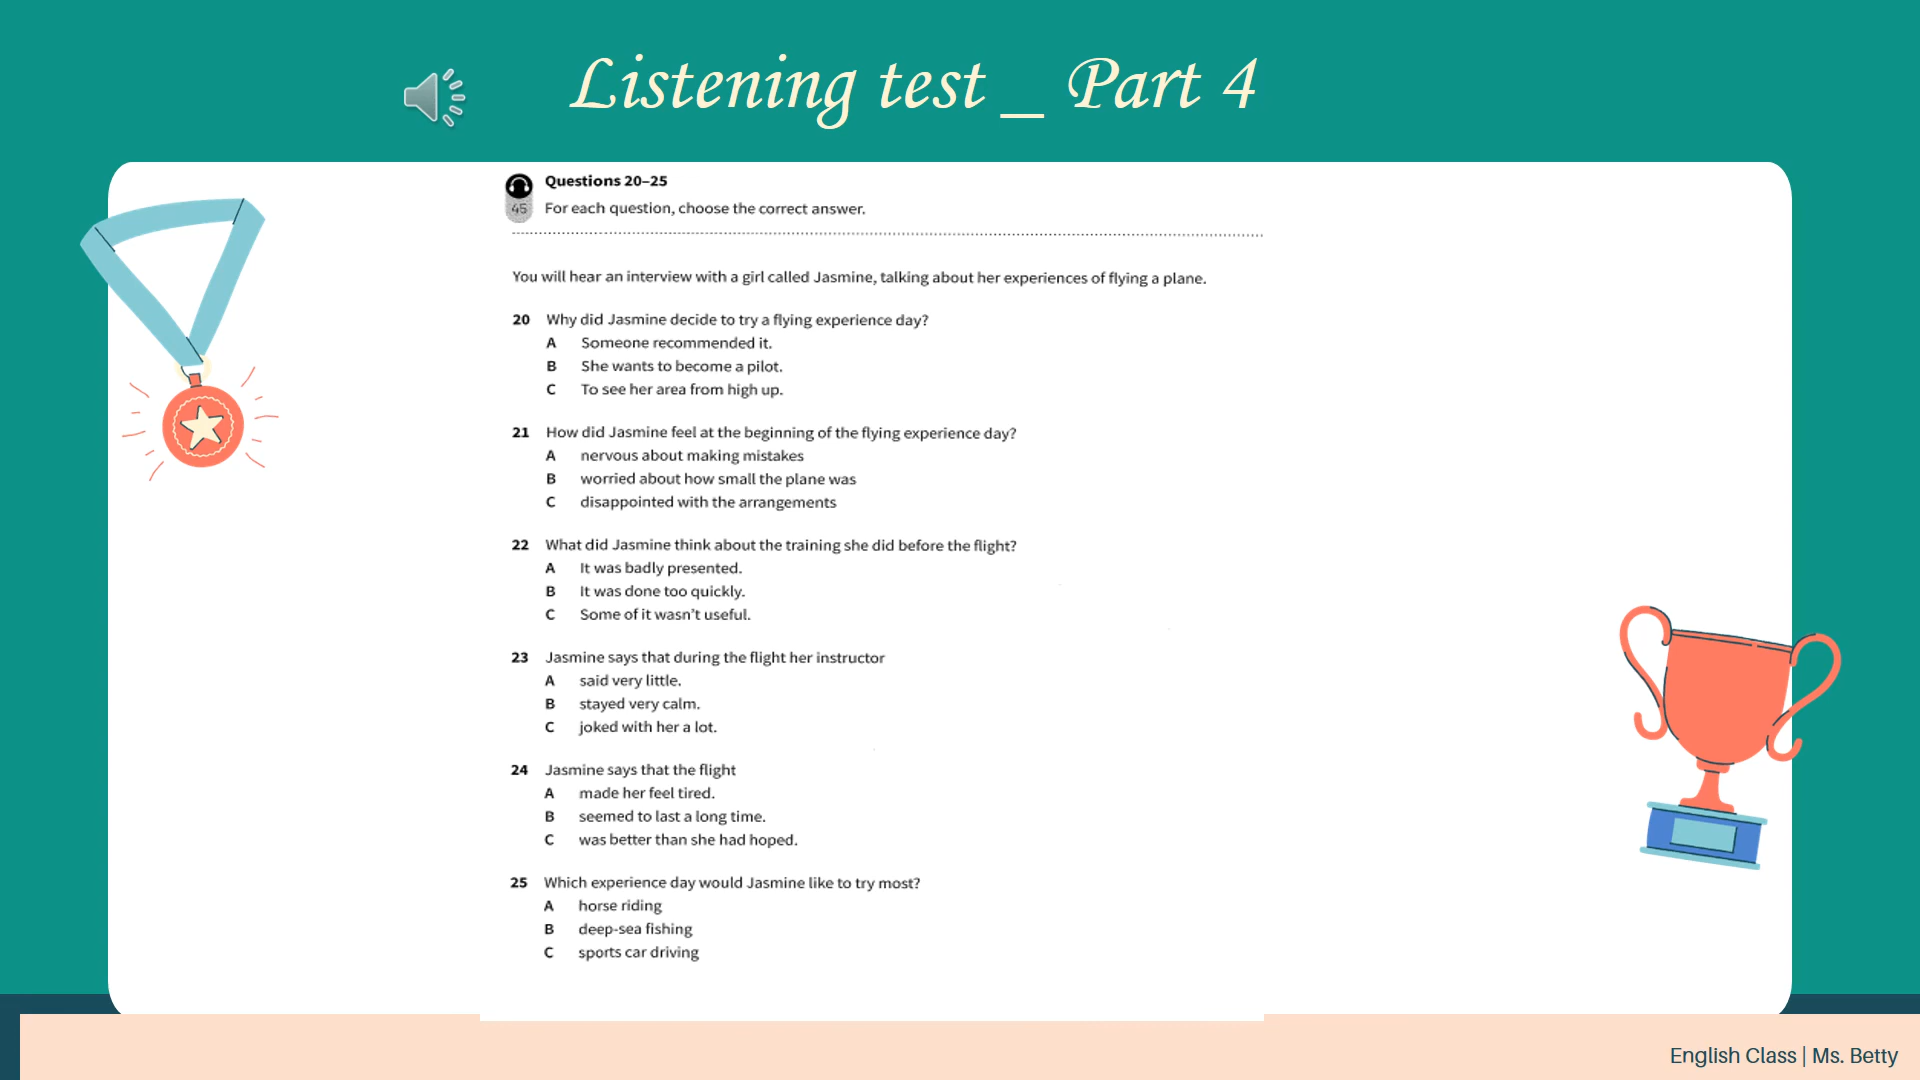 Listening test _ Part 4
Questions 20–25
45 For each question, choose the correct answer.
You will hear an interview with a girl called Jasmine, talking about her experiences of flying a plane.
20 Why did Jasmine decide to try a flying experience day?
A Someone recommended it.
B She wants to become a pilot.
C To see her area from high up.
21 How did Jasmine feel at the beginning of the flying experience day?
A nervous about making mistakes
B worried about how small the plane was
C disappointed with the arrangements
22 What did Jasmine think about the training she did before the flight?
A It was badly presented.
B It was done too quickly.
C Some of it wasn't useful.
23 Jasmine says that during the flight her instructor
A said very little.
B stayed very calm.
C joked with her a lot.
24 Jasmine says that the flight
A made her feel tired.
B seemed to last a long time.
C was better than she had hoped.
25 Which experience day would Jasmine like to try most?
A horse riding
B deep-sea fishing
C sports car driving
English Class | Ms. Betty